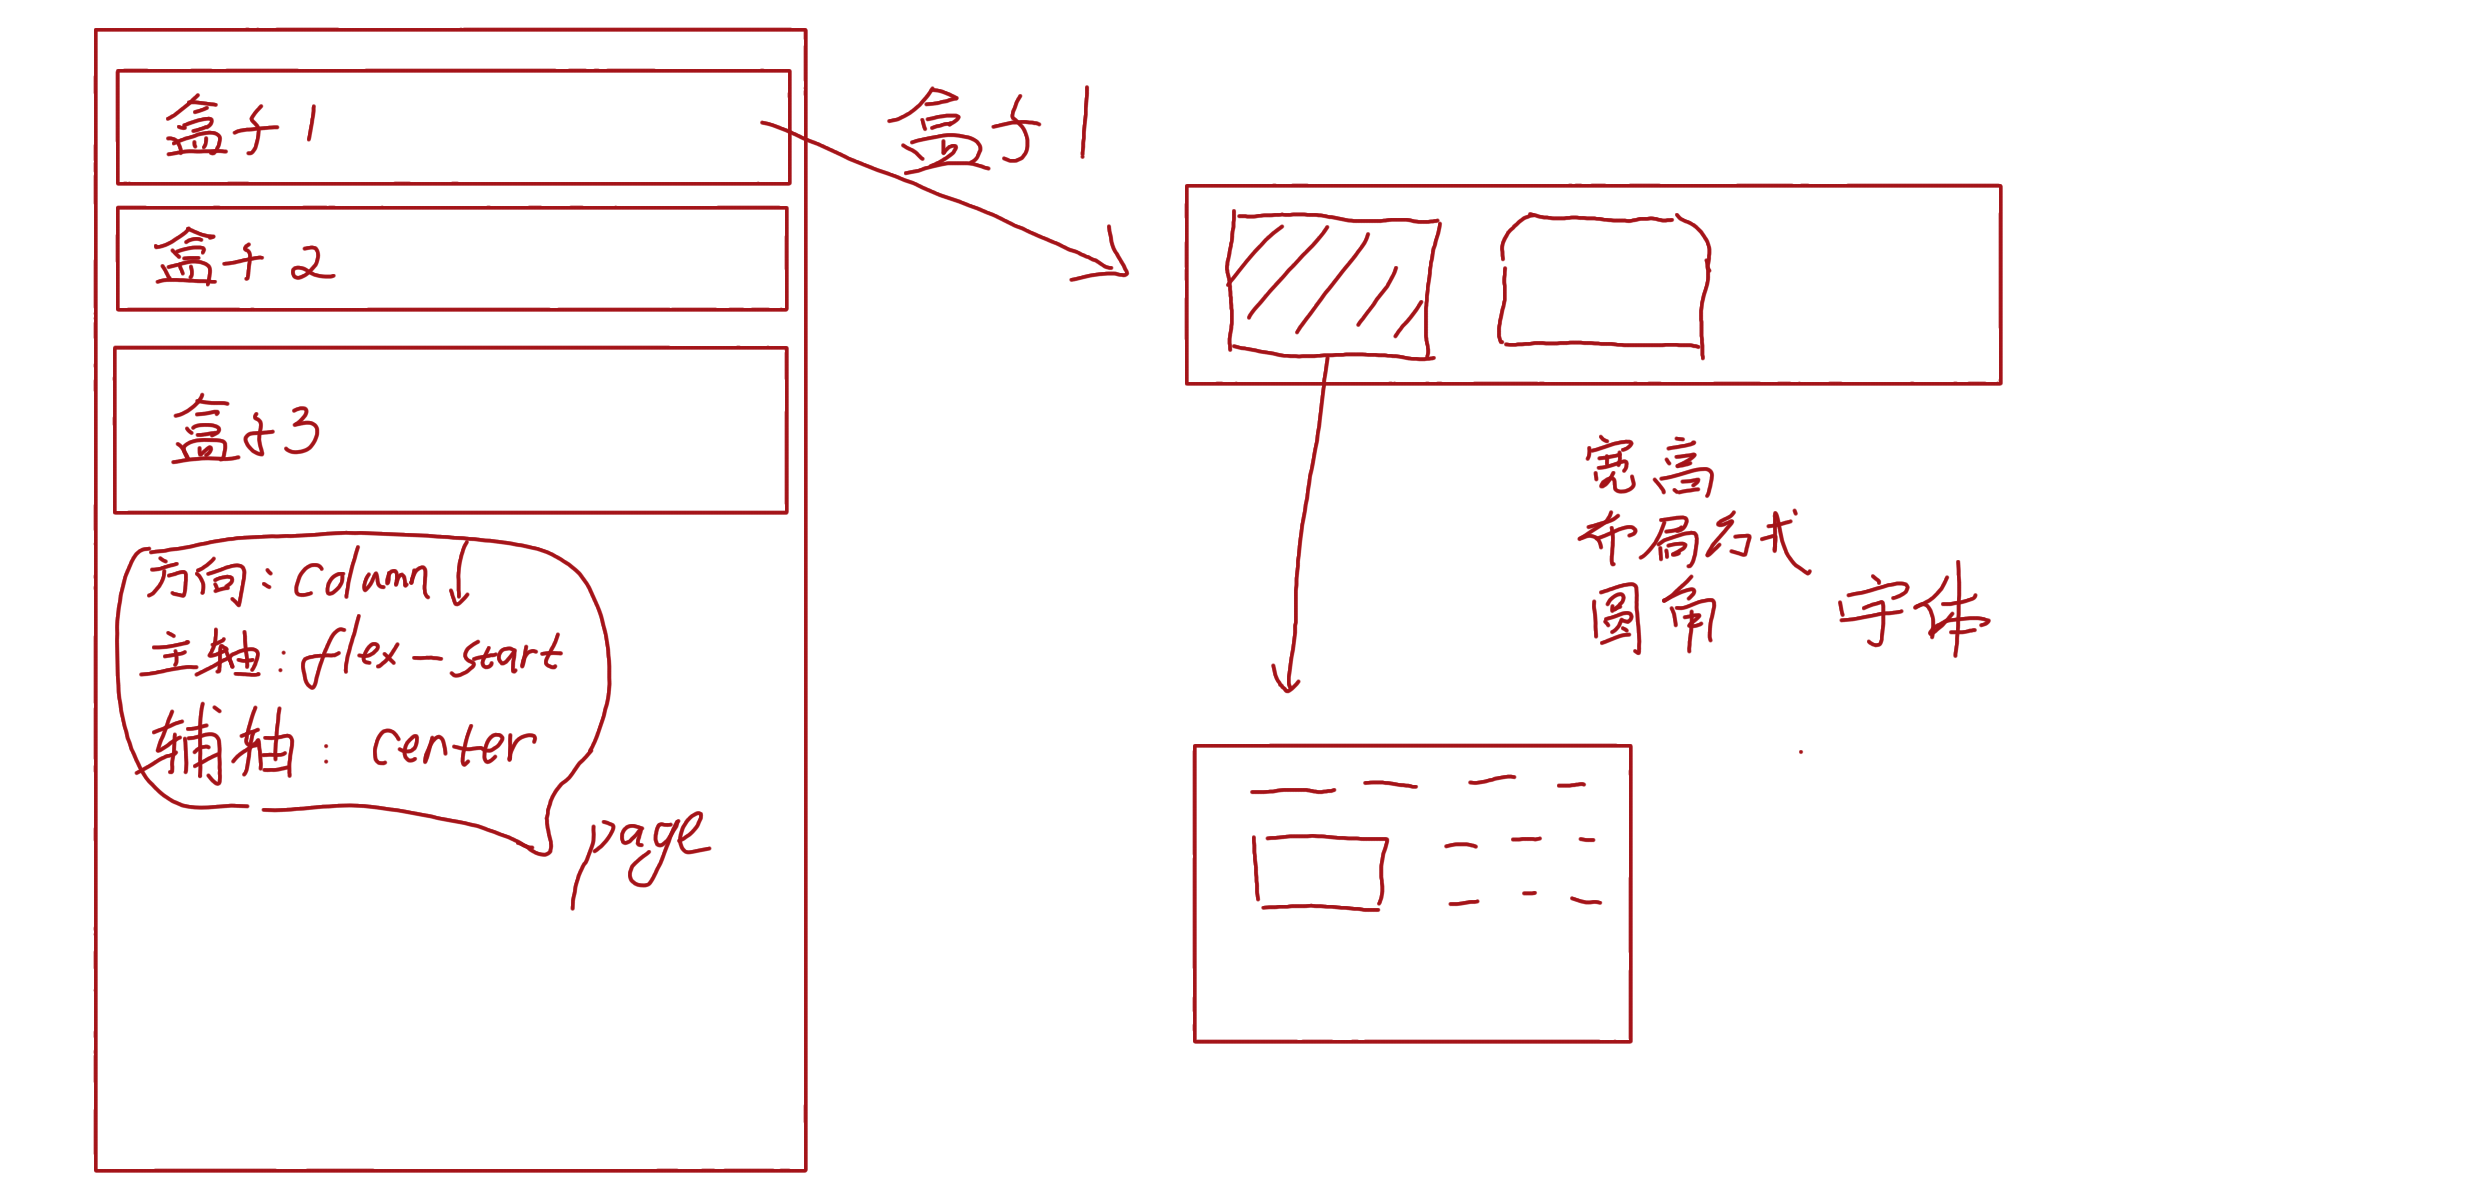 盒子1
盒子2
盒子3
方向:column
主轴:flex-start
辅轴:center
page
盒子1
宽高
布局行式
圆角
字体